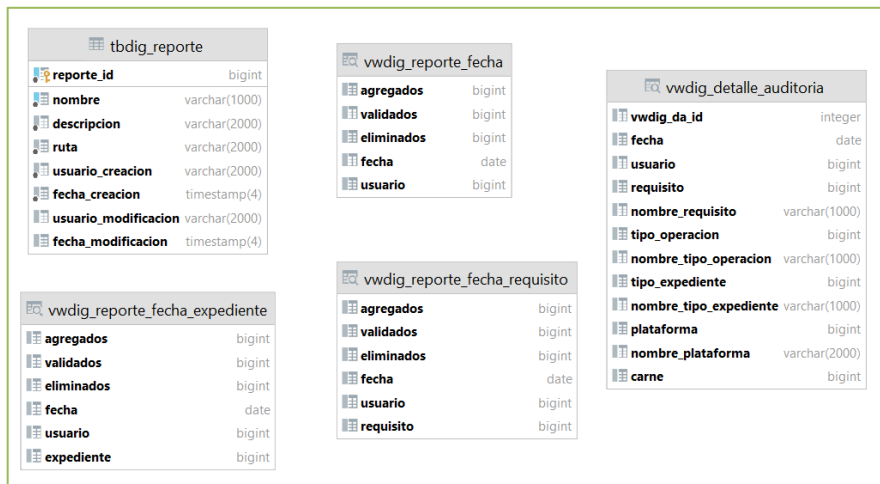 tbdig_reporte
reporte_id bigint
nombre varchar(1000)
descripcion varchar(2000)
ruta varchar(2000)
usuario_creacion varchar(2000)
fecha_creacion timestamp(4)
usuario_modificacion varchar(2000)
fecha_modificacion timestamp(4)
vwdig_reporte_fecha
agregados bigint
validados bigint
eliminados bigint
fecha date
usuario bigint
vwdig_detalle_auditoria
vwdig_da_id integer
fecha date
usuario bigint
requisito bigint
nombre_requisito varchar(1000)
tipo_operacion bigint
nombre_tipo_operacion varchar(1000)
tipo_expediente bigint
nombre_tipo_expediente varchar(1000)
plataforma bigint
nombre_plataforma varchar(2000)
carne bigint
vwdig_reporte_fecha_expediente
agregados bigint
validados bigint
eliminados bigint
fecha date
usuario bigint
expediente bigint
vwdig_reporte_fecha_requisito
agregados bigint
validados bigint
eliminados bigint
fecha date
usuario bigint
requisito bigint